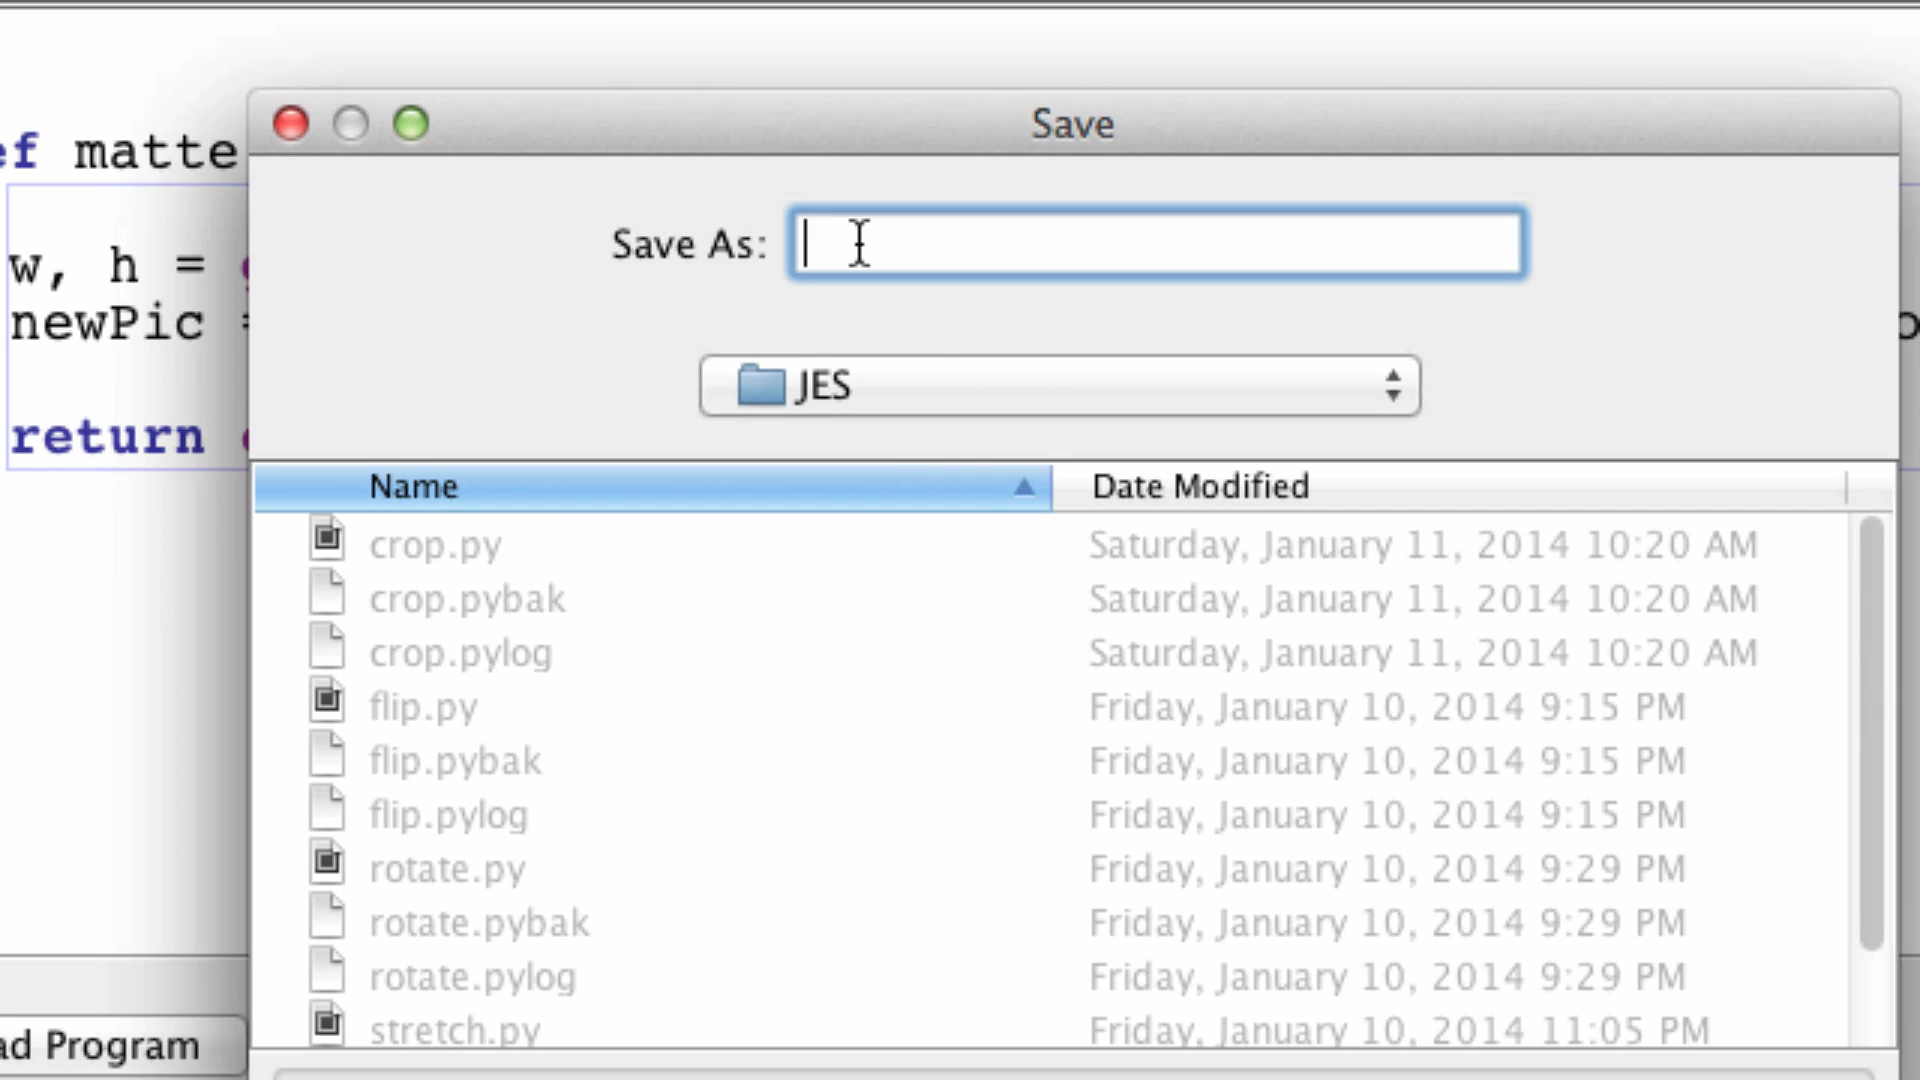 Save
ef matte
Save As:
w, h =
newPic =
JES
return
Name Date Modified
crop.py Saturday, January 11, 2014 10:20 AM
crop.pybak Saturday, January 11, 2014 10:20 AM
crop.pylog Saturday, January 11, 2014 10:20 AM
flip.py Friday, January 10, 2014 9:15 PM
flip.pybak Friday, January 10, 2014 9:15 PM
flip.pylog Friday, January 10, 2014 9:15 PM
rotate.py Friday, January 10, 2014 9:29 PM
rotate.pybak Friday, January 10, 2014 9:29 PM
rotate.pylog Friday, January 10, 2014 9:29 PM
stretch.py Friday, January 10, 2014 11:05 PM
ad Program